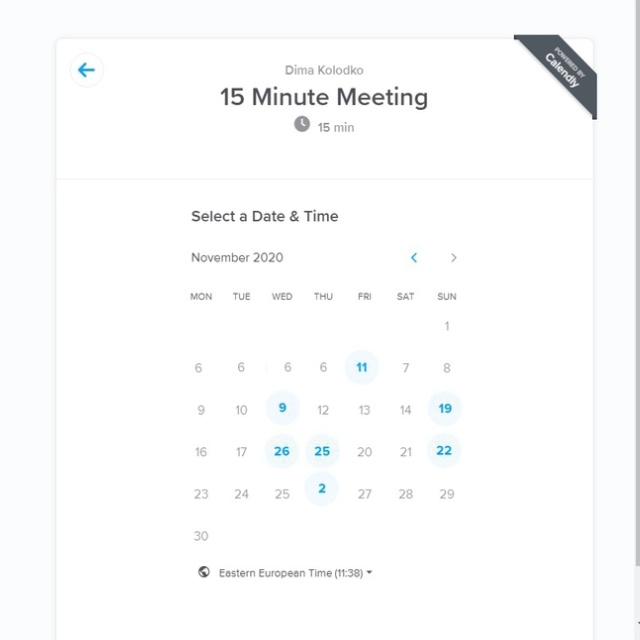 POWERED BY
Calendly
Dima Kolodko
15 Minute Meeting
15 min
Select a Date & Time
November 2020
MON TUE WED THU FRI SAT SUN
1
6 6 6 6 11 7 8
9 10 9 12 13 14 19
16 17 26 25 20 21 22
23 24 25 2 27 28 29
30
Eastern European Time (11:38)